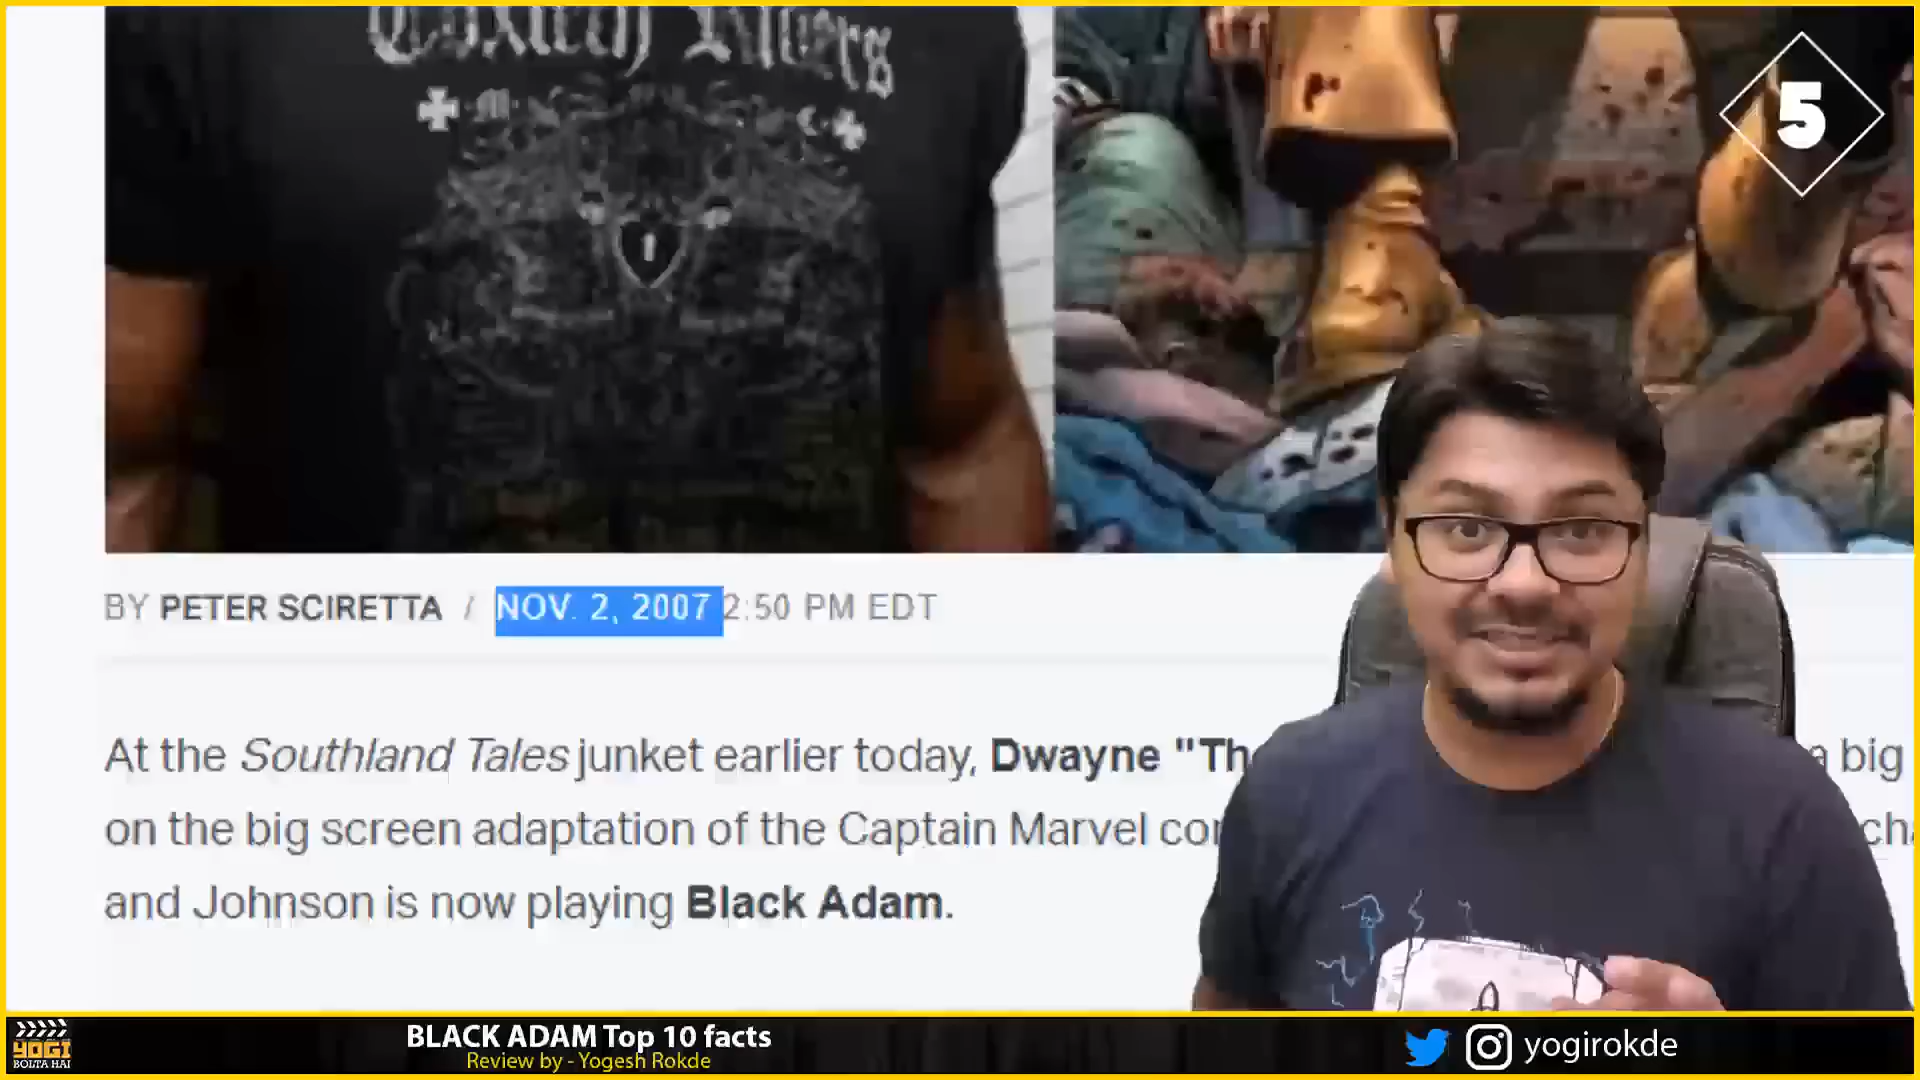 M C
5
BY PETER SCIRETTA / NOV. 2, 2007 2:50 PM EDT
At the Southland Tales junket earlier today, Dwayne "Th a big
on the big screen adaptation of the Captain Marvel
and Johnson is now playing Black Adam.
YOGI
BOLTA HAI
BLACK ADAM Top 10 facts
Review by - Yogesh Rokde
yogirokde